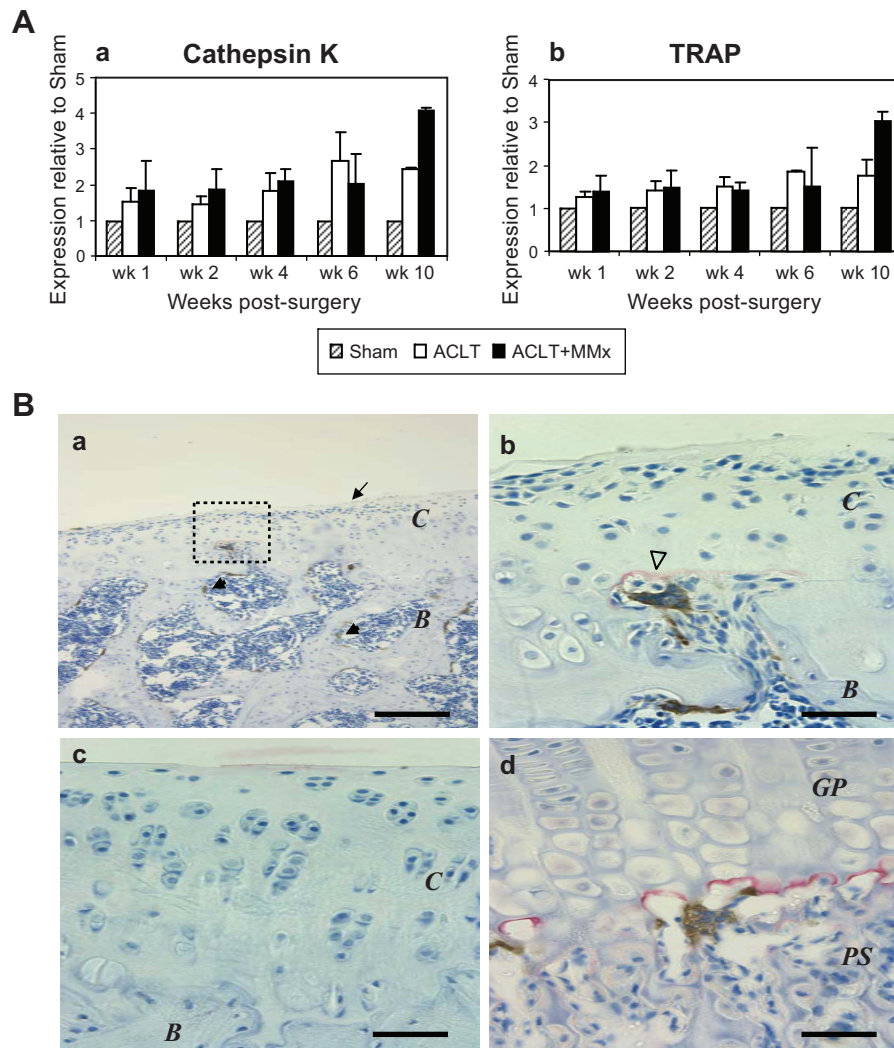 A
a
Cathepsin K
Expression relative to Sham
5
4
3
2
1
0
wk 1 wk 2 wk 4 wk 6 wk 10
Weeks post-surgery
b
TRAP
Expression relative to Sham
4
3
2
1
0
wk 1 wk 2 wk 4 wk 6 wk 10
Weeks post-surgery
Sham ACLT ACLT+MMx
B
a
C
B
b
C
B
c
C
B
d
GP
PS